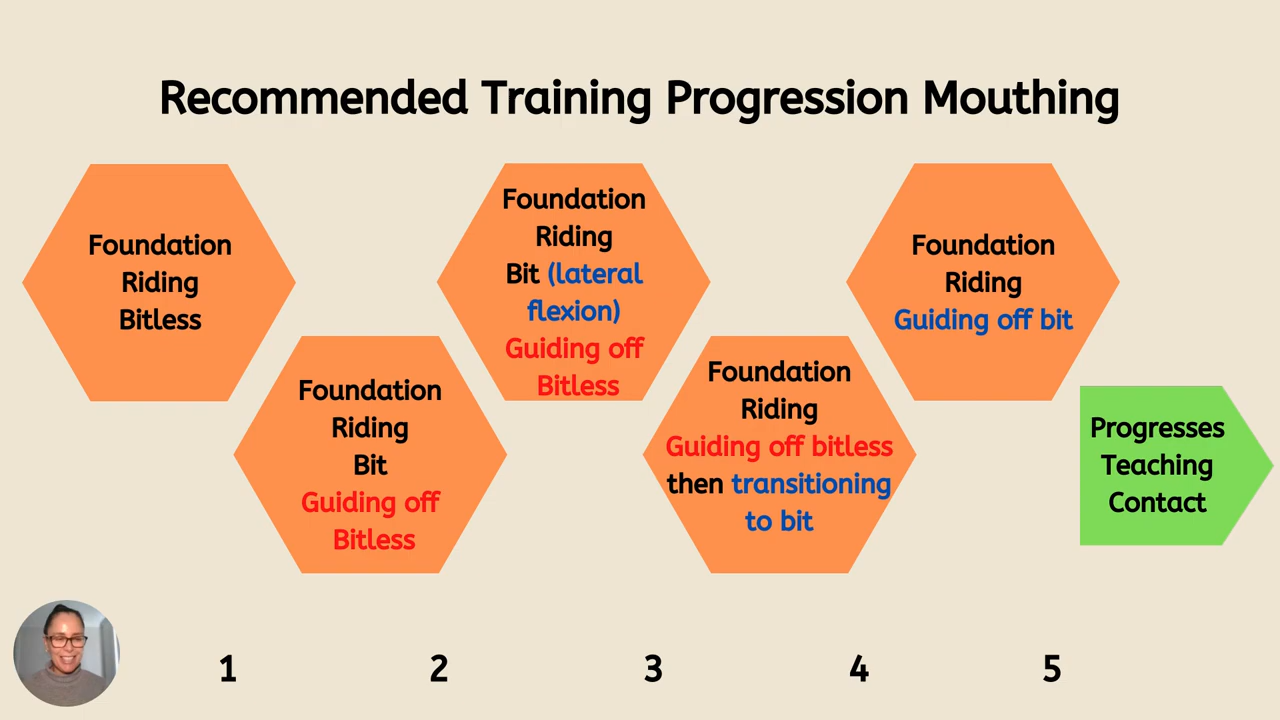 Recommended Training Progression Mouthing
Foundation
Riding
Bitless
Foundation
Riding
Bit
Guiding off
Bitless
Foundation
Riding
Bit (lateral
flexion)
Guiding off
Bitless
Foundation
Riding
Guiding off bitless
then transitioning
to bit
Foundation
Riding
Guiding off bit
Progresses
Teaching
Contact
1 2 3 4 5